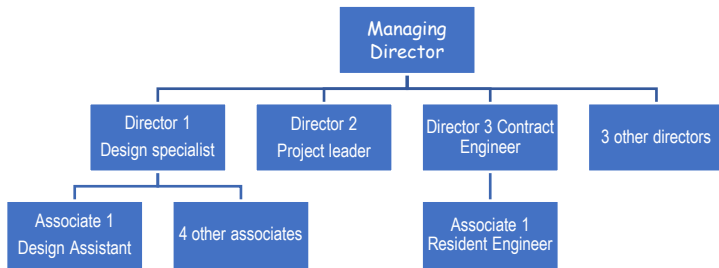 Managing
Director
Director 1
Design specialist
Director 2
Project leader
Director 3 Contract
Engineer
3 other directors
Associate 1
Design Assistant
4 other associates
Associate 1
Resident Engineer